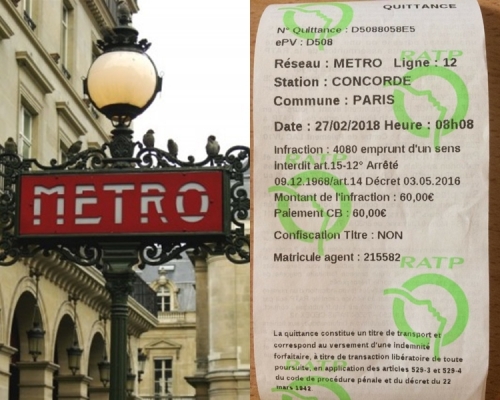 METRO
QUITTANCE
N° Quittance : D5088058E5
ePV : D508
Réseau : METRO Ligne : 12
Station : CONCORDE
Commune : PARIS
Date : 27/02/2018 Heure : 08h08
Infraction : 4080 emprunt d'un sens
interdit art.15-12° Arrêté
09.12.1968/art.14 Décret 03.05.2016
Montant de l'infraction : 60,00€
Paiement CB : 60,00€
Confiscation Titre : NON
Matricule agent : 215582
La quittance constitue un titre de transport et
correspond au versement d'une indemnité
forfaitaire, à titre de transaction libératoire de toute
poursuite, en application des articles 529-3 et 529-4
du code de procédure pénale et du décret du 22
mars 1942
RATP
RATP
RATP
RATP